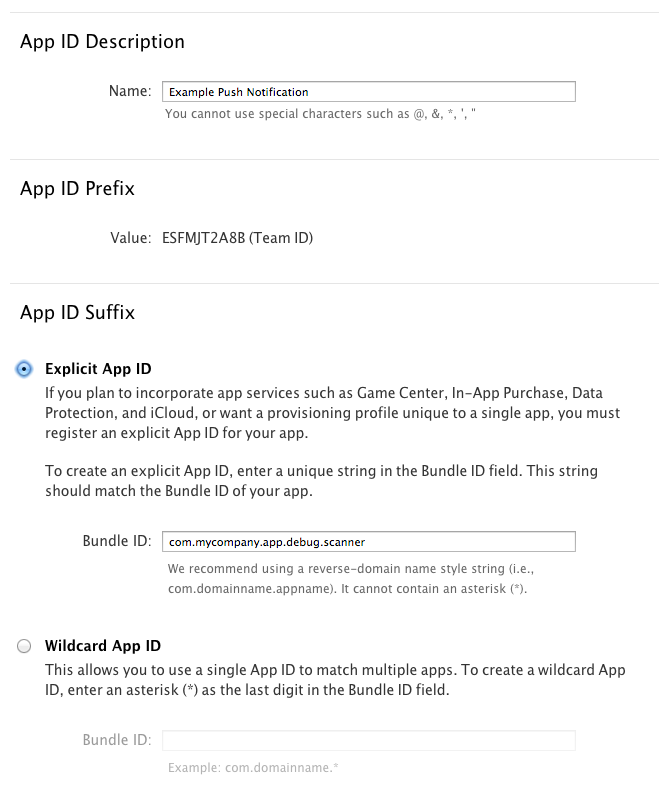 App ID Description
Name: Example Push Notification
You cannot use special characters such as @, &, *, ', "
App ID Prefix
Value: ESFMJT2A8B (Team ID)
App ID Suffix
Explicit App ID
If you plan to incorporate app services such as Game Center, In-App Purchase, Data
Protection, and iCloud, or want a provisioning profile unique to a single app, you must
register an explicit App ID for your app.
To create an explicit App ID, enter a unique string in the Bundle ID field. This string
should match the Bundle ID of your app.
Bundle ID: com.mycompany.app.debug.scanner
We recommend using a reverse-domain name style string (i.e.,
com.domainname.appname). It cannot contain an asterisk (*).
Wildcard App ID
This allows you to use a single App ID to match multiple apps. To create a wildcard App
ID, enter an asterisk (*) as the last digit in the Bundle ID field.
Bundle ID:
Example: com.domainname.*